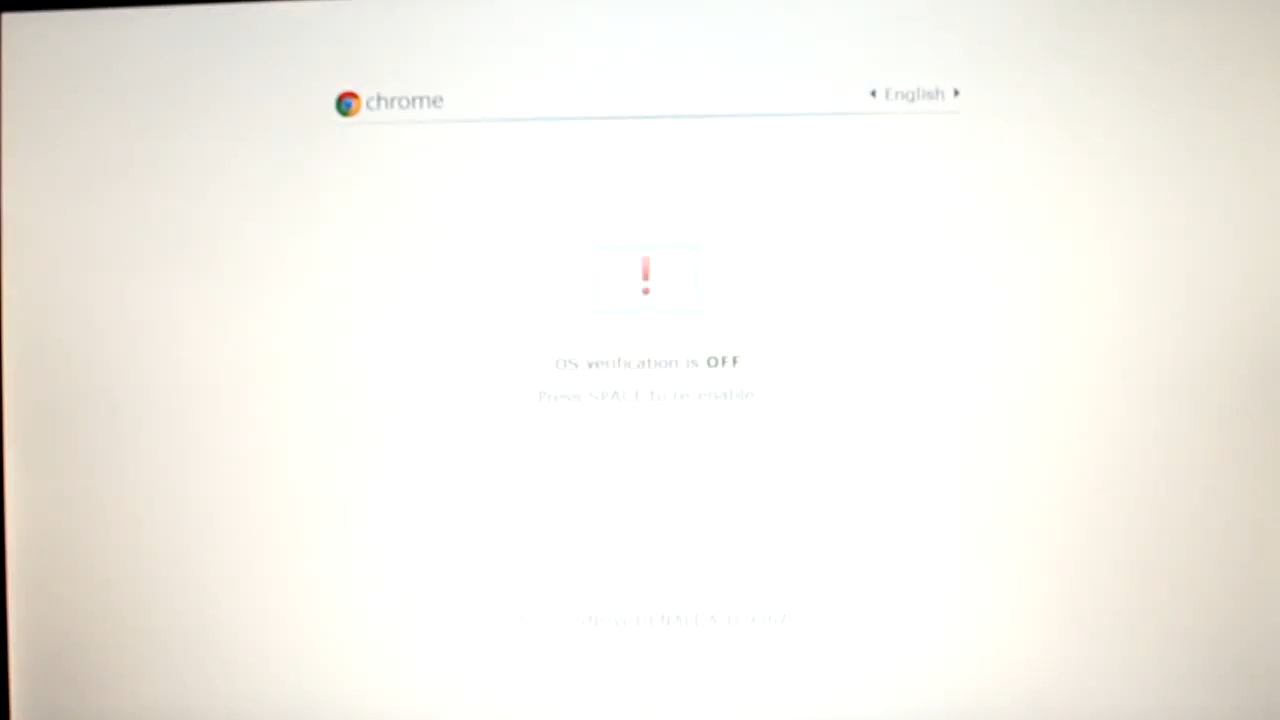 chrome
English
OS verification is OFF
Press SPACE to re-enable